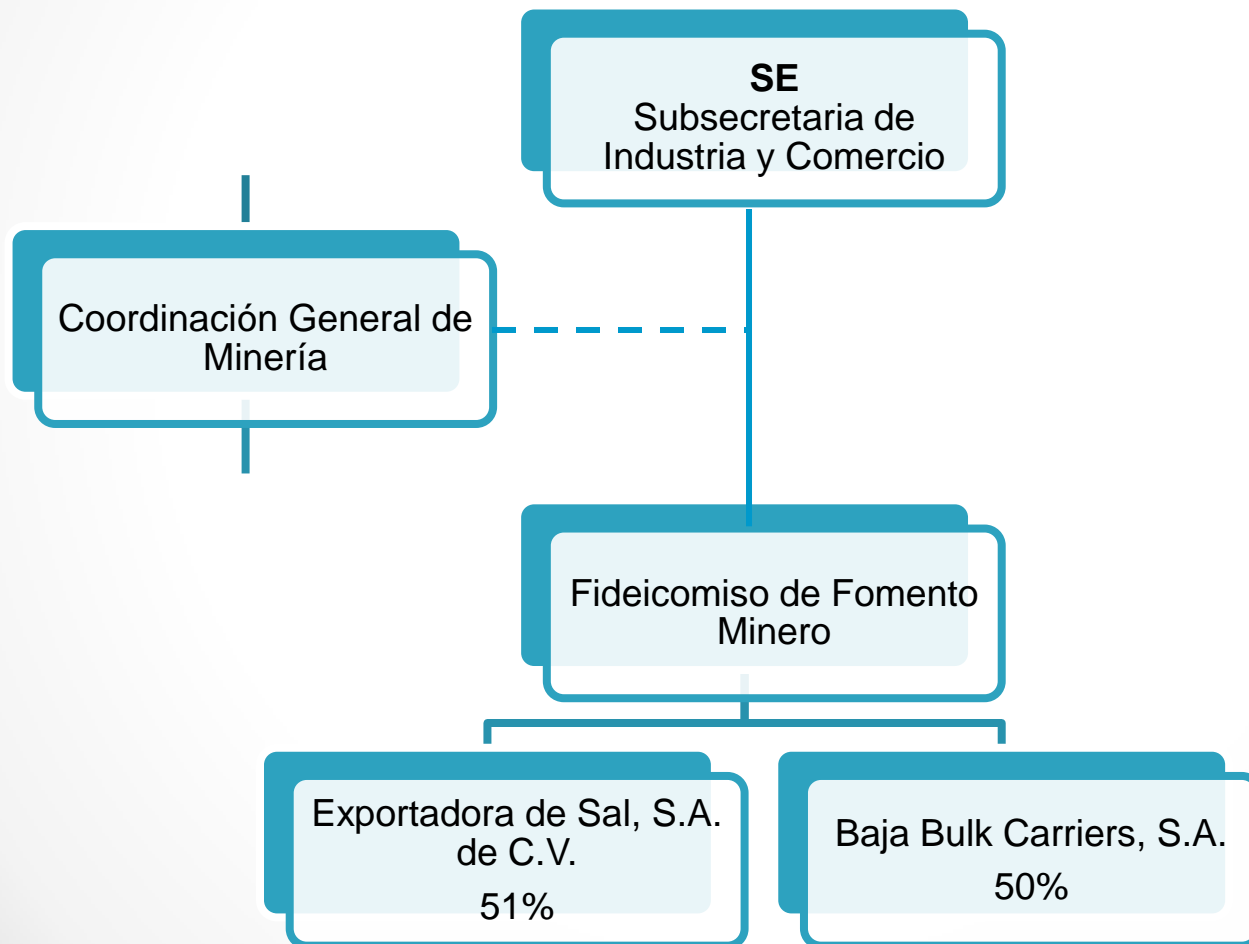 SE
Subsecretaria de
Industria y Comercio
Coordinación General de
Minería
Fideicomiso de Fomento
Minero
Exportadora de Sal, S.A.
de C.V.
51%
Baja Bulk Carriers, S.A.
50%